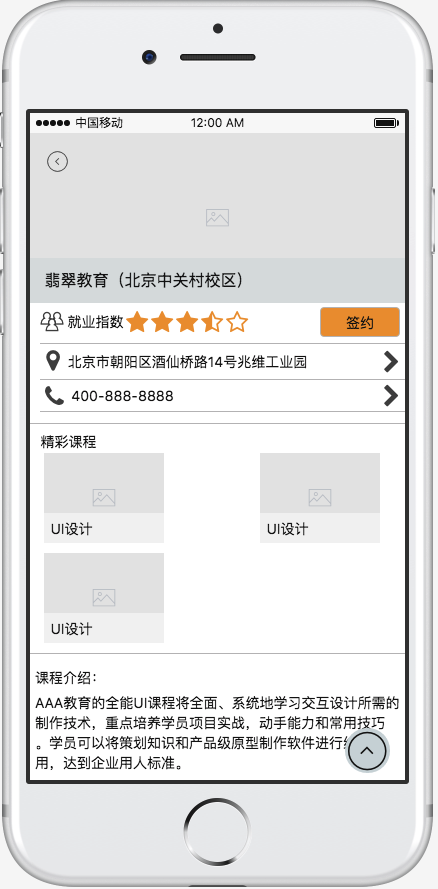 中国移动 12:00 AM
翡翠教育（北京中关村校区）
就业指数 签约
北京市朝阳区酒仙桥路14号兆维工业园
400-888-8888
精彩课程
UI设计 UI设计
UI设计
课程介绍：
AAA教育的全能UI课程将全面、系统地学习交互设计所需的
制作技术，重点培养学员项目实战，动手能力和常用技巧
。学员可以将策划知识和产品级原型制作软件进行
用，达到企业用人标准。